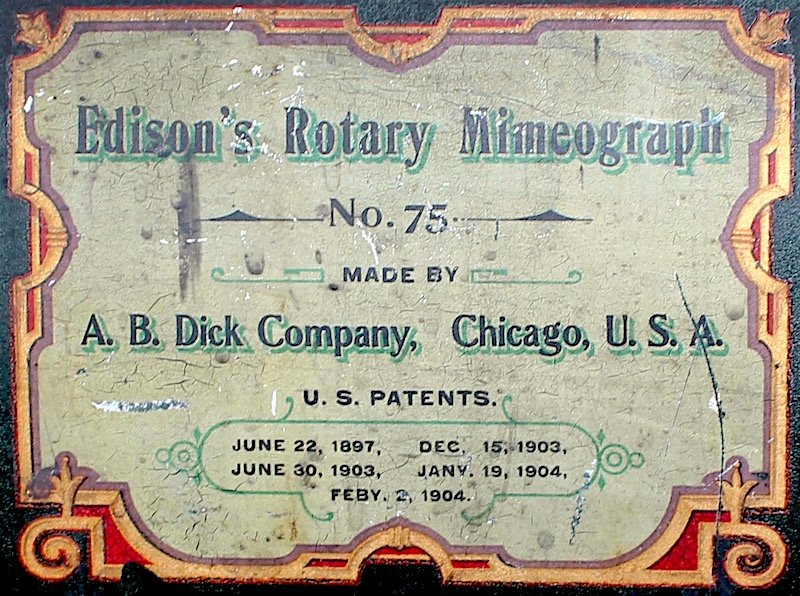 Edison's Rotary Mimeograph
No. 75
MADE BY
A. B. Dick Company, Chicago, U. S. A.
U. S. PATENTS.
JUNE 22, 1897, DEC. 15, 1903,
JUNE 30, 1903, JANY. 19, 1904,
FEBY. 2, 1904.